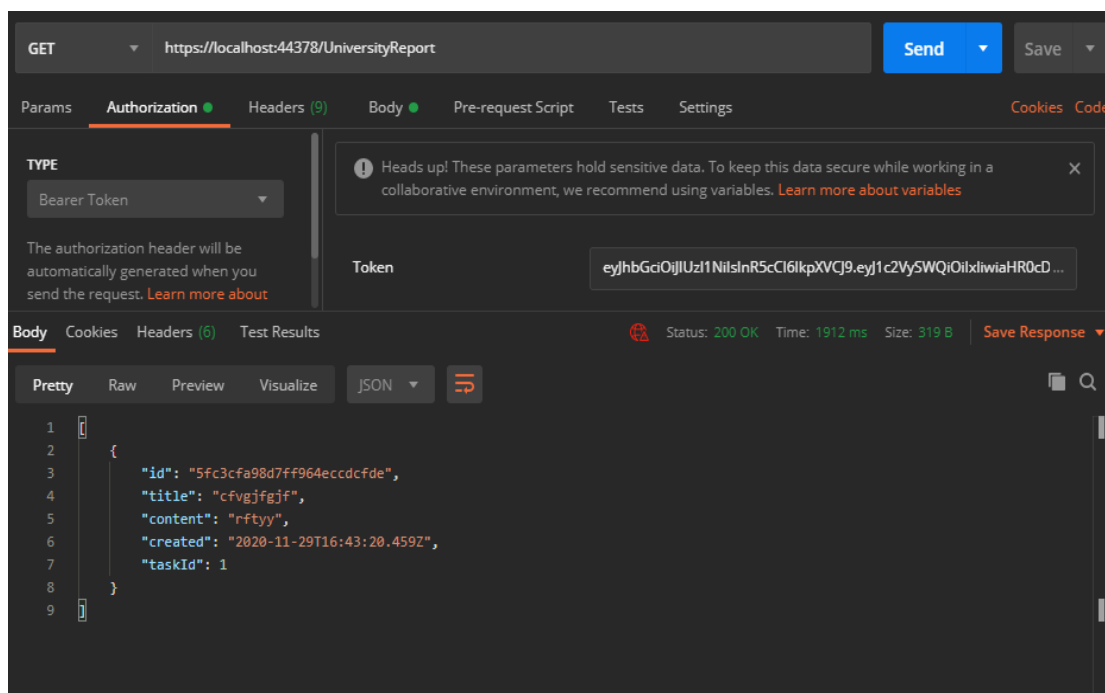 GET https://localhost:44378/UniversityReport Send Save
Params Authorization Headers (9) Body Pre-request Script Tests Settings Cookies Code
TYPE
Bearer Token
The authorization header will be
automatically generated when you
send the request. Learn more about
Heads up! These parameters hold sensitive data. To keep this data secure while working in a
collaborative environment, we recommend using variables. Learn more about variables
Token
Body Cookies Headers (6) Test Results Status: 200 OK Time: 1912 ms Size: 319 B Save Response
Pretty Raw Preview Visualize JSON
1 [
2 {
3 "id": "5fc3cfa98d7ff964eccdcfde",
4 "title": "cfvgjfgjf",
5 "content": "rftyy",
6 "created": "2020-11-29T16:43:20.459Z",
7 "taskId": 1
8 }
9 ]